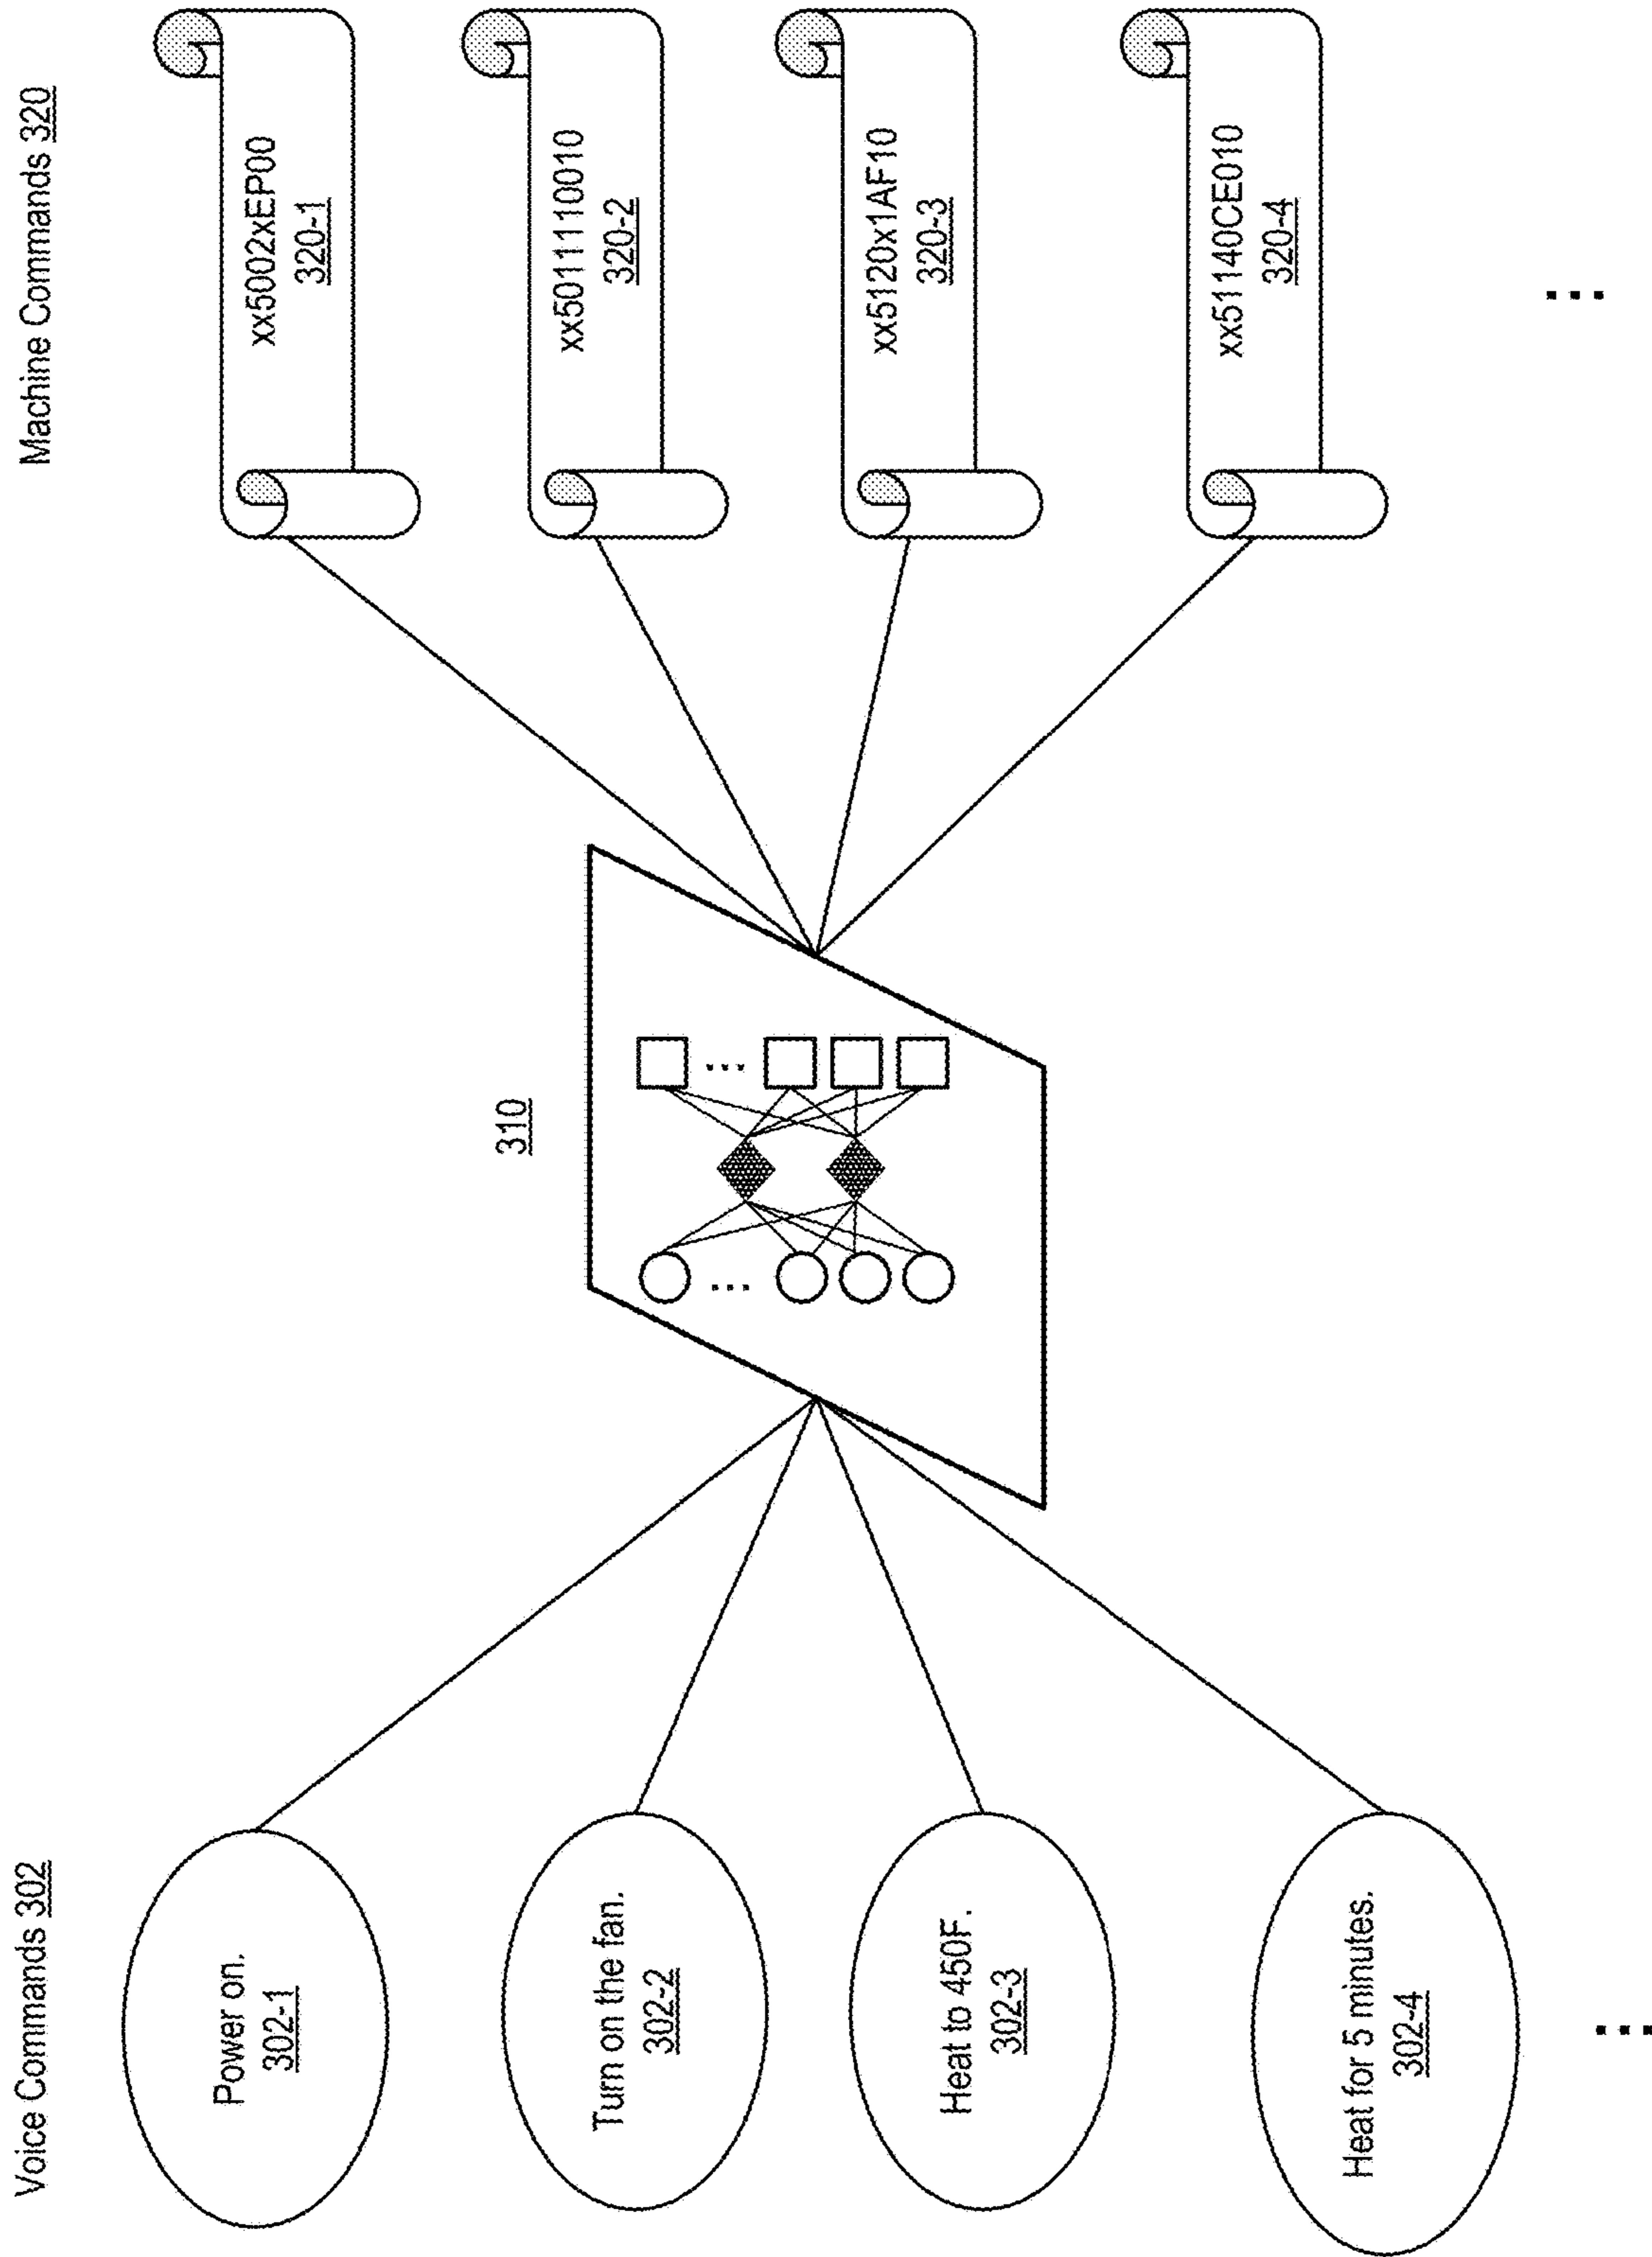 Voice Commands 302
Power on.
302-1
Turn on the fan.
302-2
Heat to 450F.
302-3
Heat for 5 minutes.
302-4
...
310
...
...
Machine Commands 320
xx5002xEP00
320-1
xx5011110010
320-2
xx5120x1AF10
320-3
xx51140CE010
320-4
...